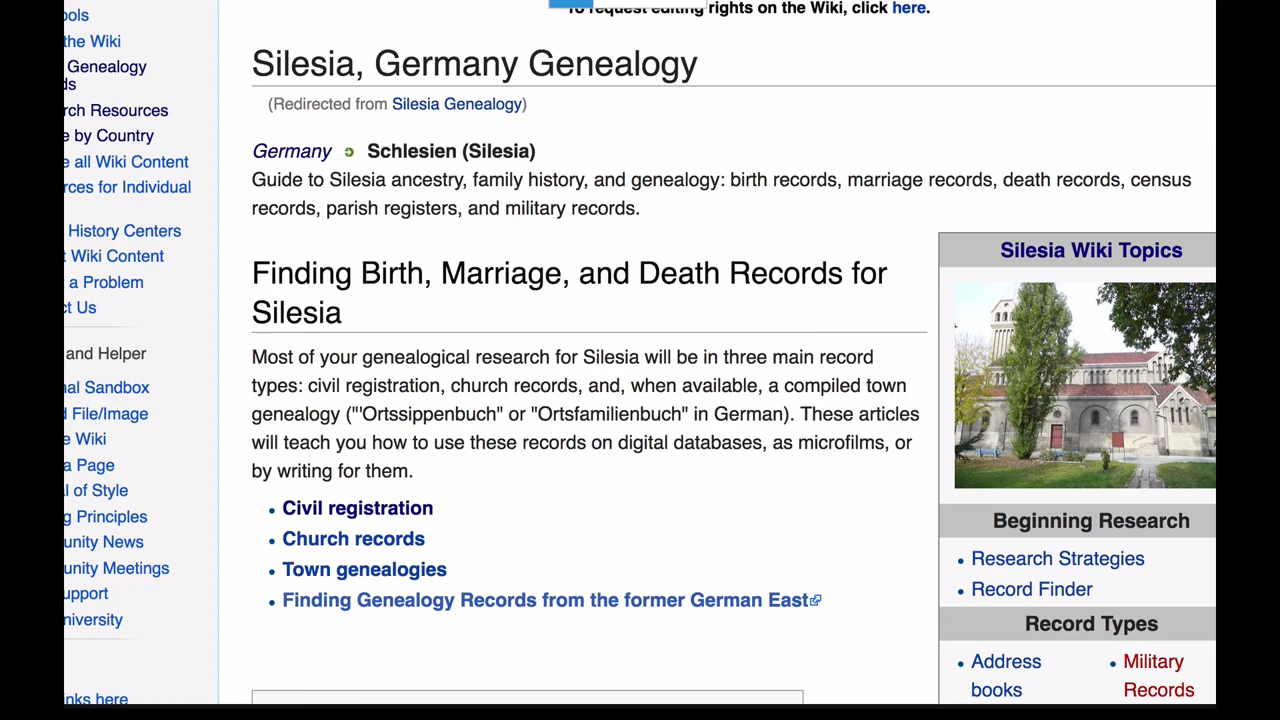 ools
the Wiki
Genealogy
ds
rch Resources
e by Country
e all Wiki Content
rces for Individual
History Centers
t Wiki Content
a Problem
ct Us
and Helper
nal Sandbox
d File/Image
e Wiki
a Page
l of Style
g Principles
unity News
unity Meetings
upport
niversity
inks here
To request editing rights on the Wiki, click here.
Silesia, Germany Genealogy
(Redirected from Silesia Genealogy)
Germany Schlesien (Silesia)
Guide to Silesia ancestry, family history, and genealogy: birth records, marriage records, death records, census
records, parish registers, and military records.
Finding Birth, Marriage, and Death Records for
Silesia
Most of your genealogical research for Silesia will be in three main record
types: civil registration, church records, and, when available, a compiled town
genealogy ("'Ortssippenbuch" or "Ortsfamilienbuch" in German). These articles
will teach you how to use these records on digital databases, as microfilms, or
by writing for them.
• Civil registration
• Church records
• Town genealogies
• Finding Genealogy Records from the former German East
Silesia Wiki Topics
Beginning Research
• Research Strategies
• Record Finder
Record Types
• Address
books
• Military
Records